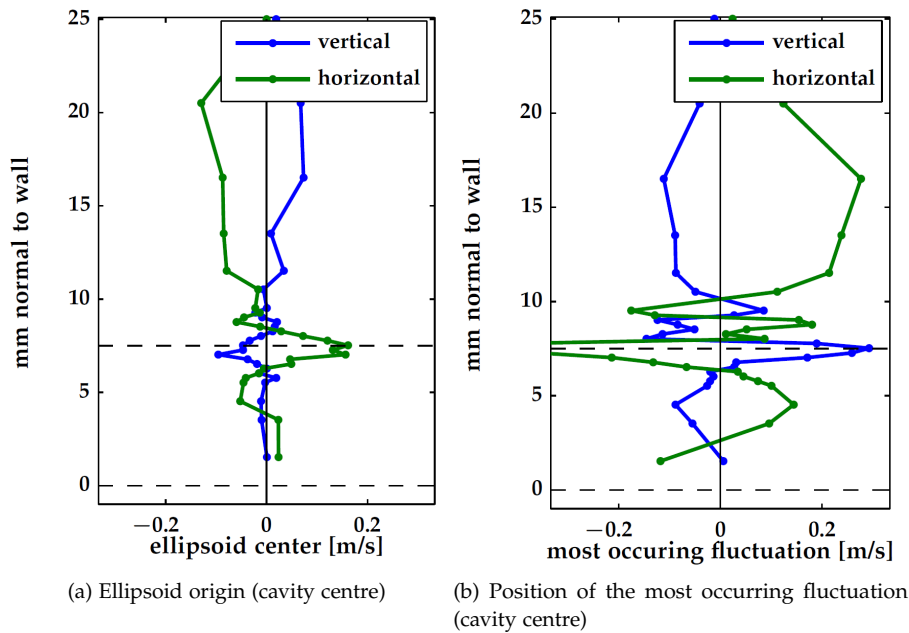 25
20
15
10
5
0
mm normal to wall
vertical
horizontal
−0.2
0
0.2
ellipsoid center [m/s]
(a) Ellipsoid origin (cavity centre)
25
20
15
10
5
0
mm normal to wall
vertical
horizontal
−0.2
0
0.2
most occuring fluctuation [m/s]
(b) Position of the most occurring fluctuation
(cavity centre)